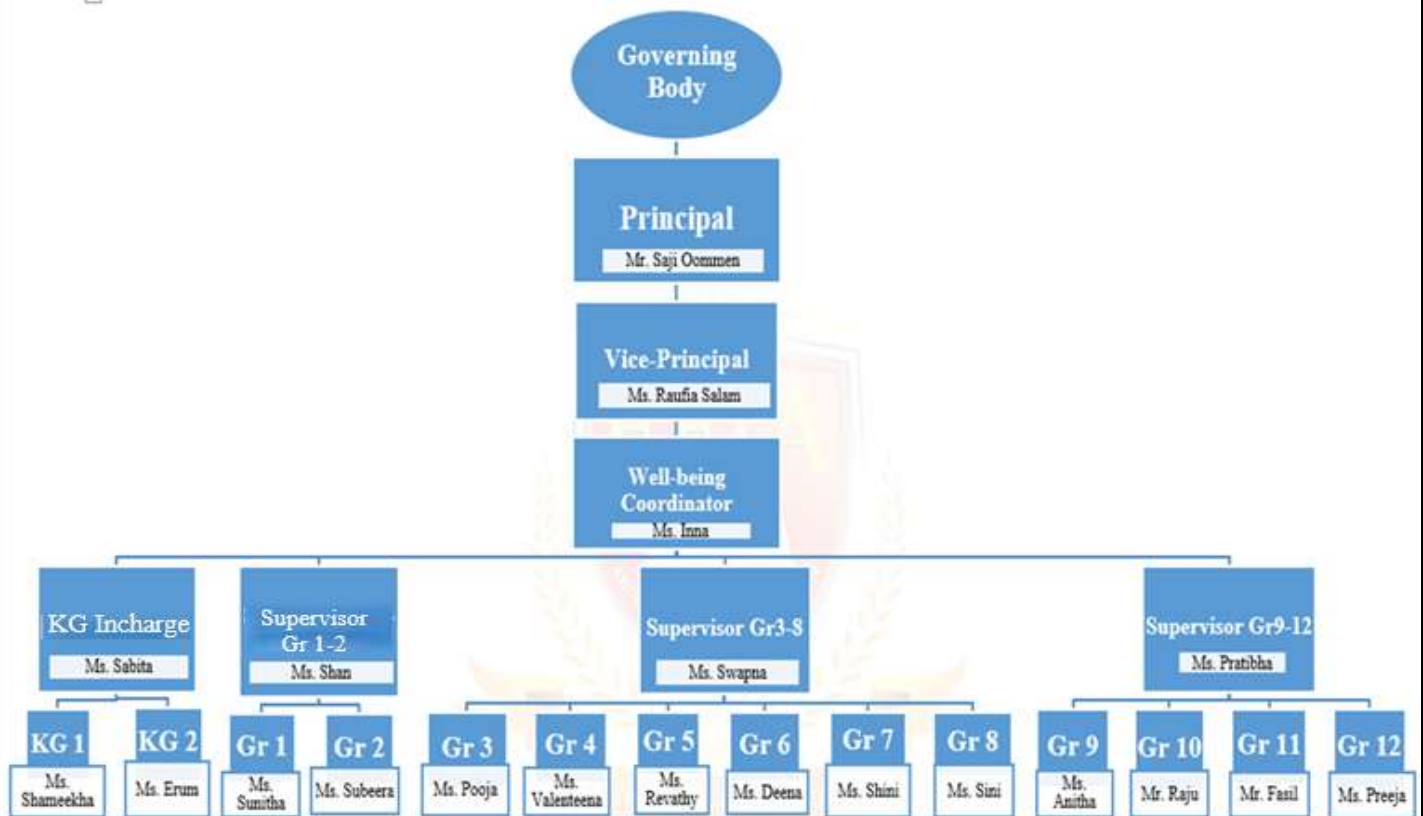 Governing
Body
Principal
Mr. Saji Oommen
Vice-Principal
Ms. Raufia Salam
Well-being
Coordinator
Ms. Inna
KG Incharge
Ms. Sabita
Supervisor
Gr 1-2
Ms. Shan
Supervisor Gr3-8
Ms. Swapna
Supervisor Gr9-12
Ms. Pratibha
KG 1
Ms.
Shameekha
KG 2
Ms. Erum
Gr 1
Ms.
Sunitha
Gr 2
Ms. Subeera
Gr 3
Ms. Pooja
Gr 4
Ms.
Valenteena
Gr 5
Ms.
Revathy
Gr 6
Ms. Deena
Gr 7
Ms. Shini
Gr 8
Ms. Sini
Gr 9
Ms.
Anitha
Gr 10
Mr. Raju
Gr 11
Mr. Fasil
Gr 12
Ms. Preeja